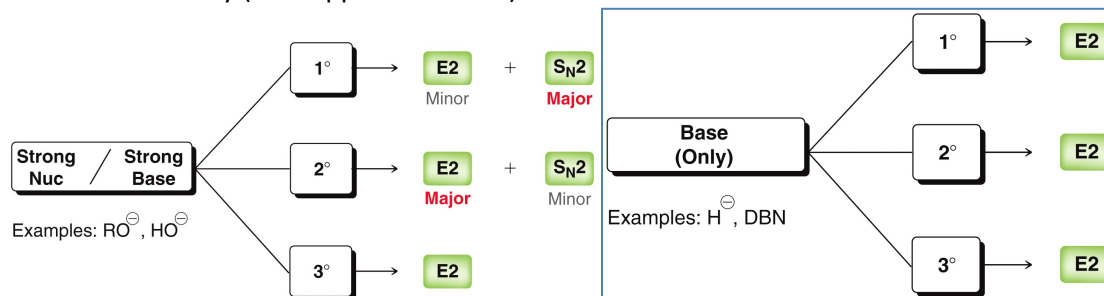 1° E2 + SN2
Minor Major
Strong Nuc / Strong Base 2° E2 + SN2
Major Minor
Examples: RO⊖, HO⊖
3° E2
1° E2
Base
(Only)
2° E2
Examples: H⊖, DBN
3° E2